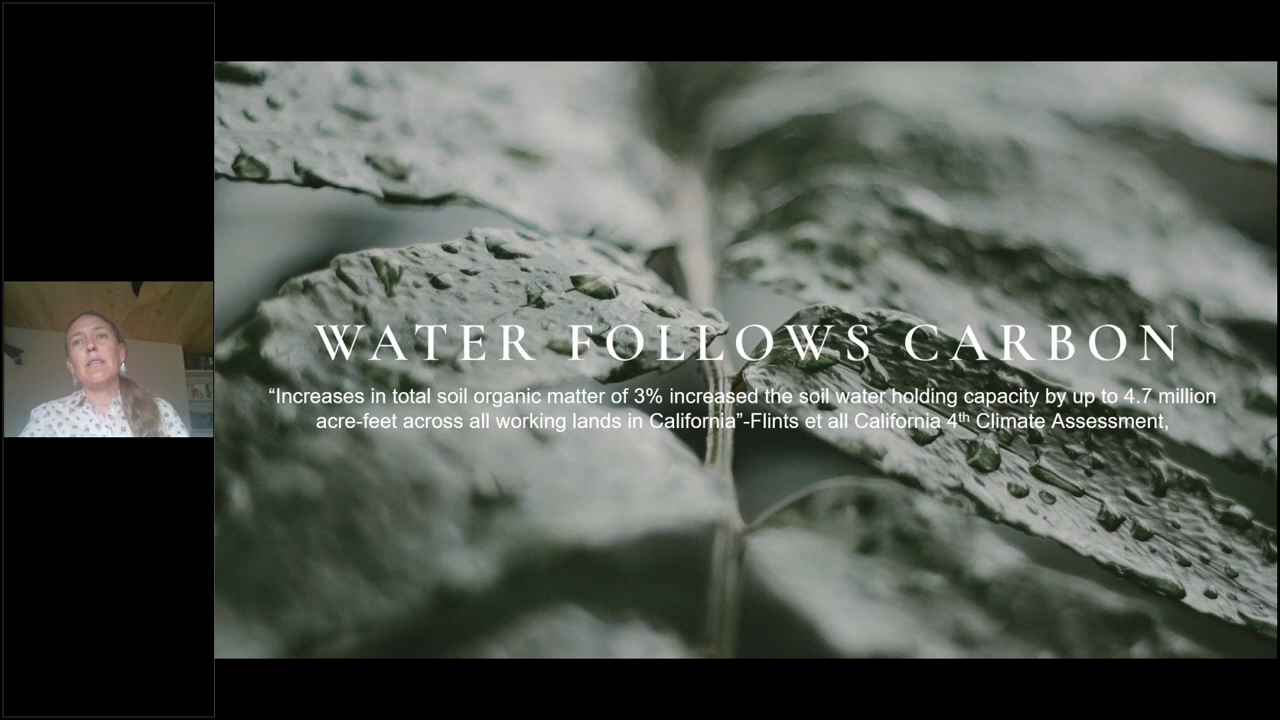 WATER FOLLOWS CARBON
“Increases in total soil organic matter of 3% increased the soil water holding capacity by up to 4.7 million
acre-feet across all working lands in California”-Flints et all California 4th Climate Assessment,